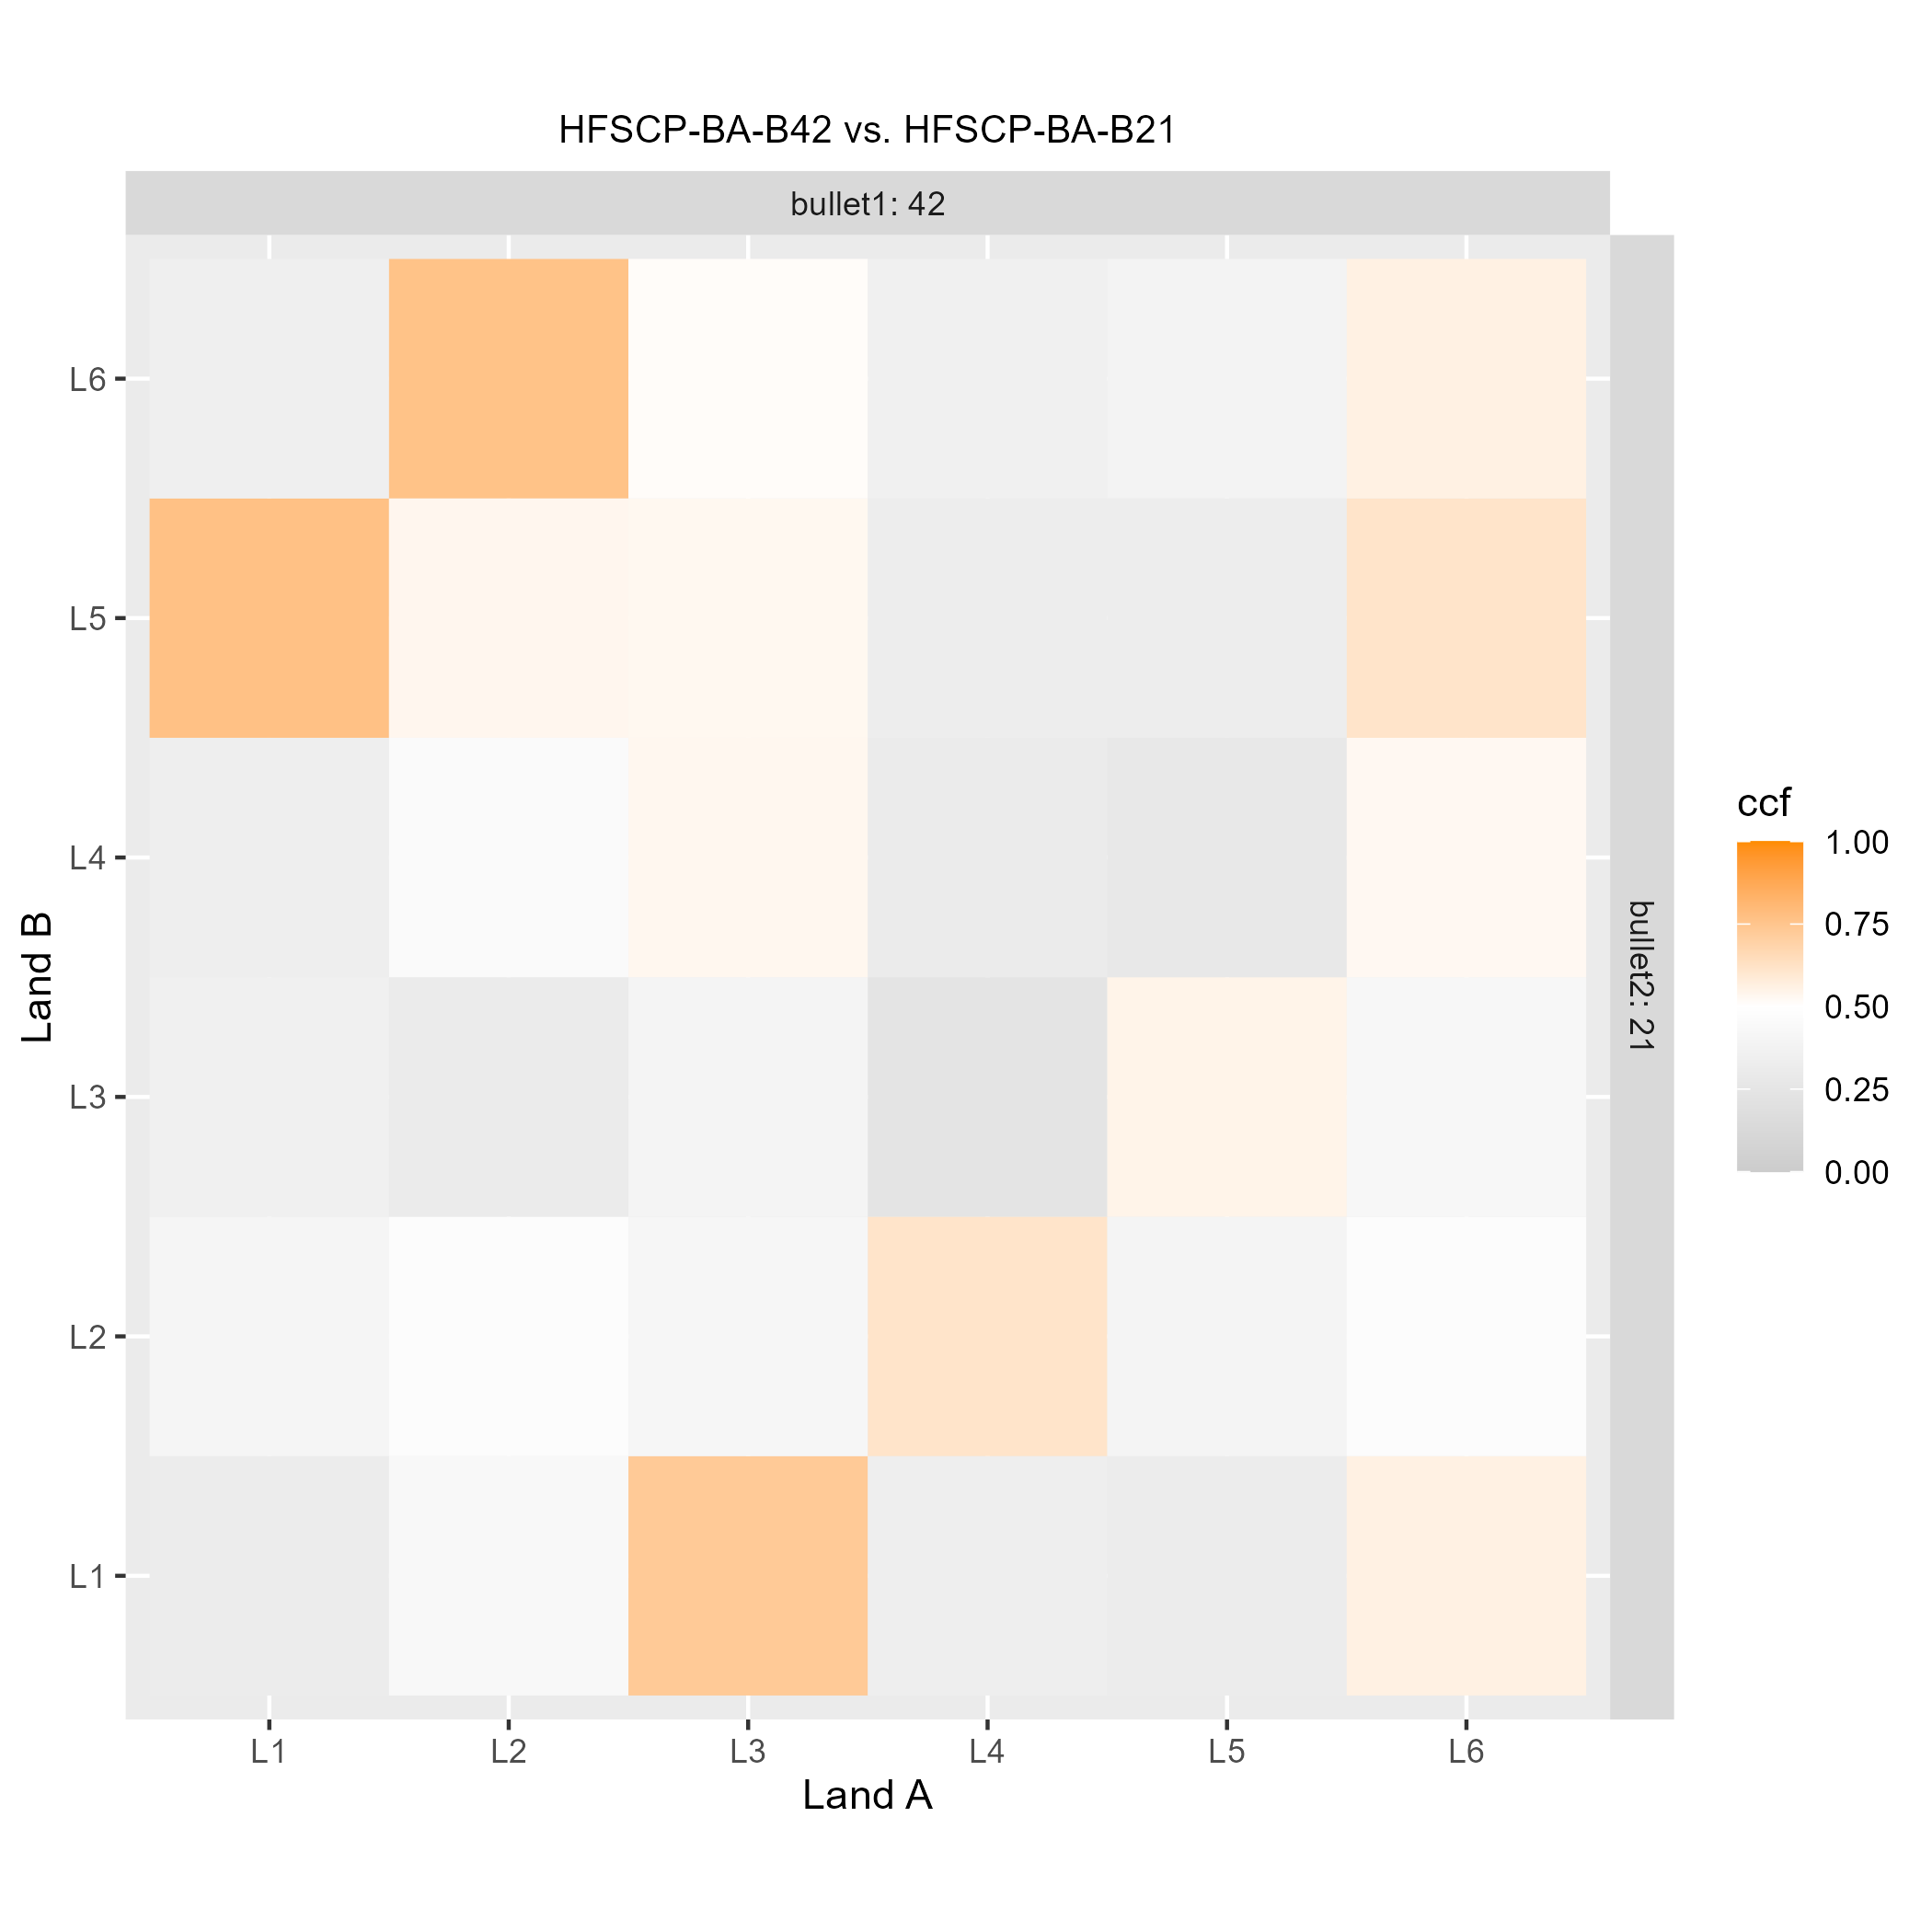 HFSCP-BA-B42 vs. HFSCP-BA-B21
bullet1: 42
L6
L5
L4
L3
L2
L1
Land B
bullet2: 21
ccf
1.00
0.75
0.50
0.25
0.00
L1 L2 L3 L4 L5 L6
Land A